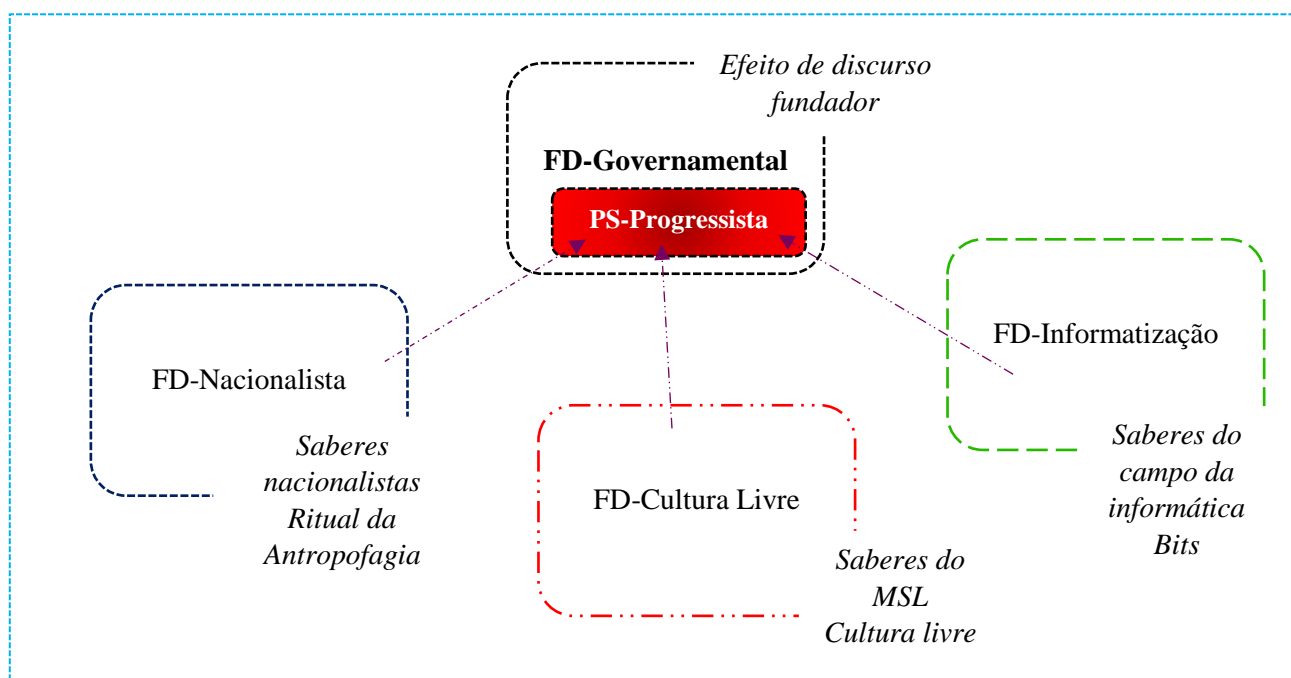 Efeito de discurso
fundador
FD-Governamental
PS-Progressista
FD-Nacionalista
Saberes
nacionalistas
Ritual da
Antropofagia
FD-Cultura Livre
Saberes do
MSL
Cultura livre
FD-Informatização
Saberes do
campo da
informática
Bits